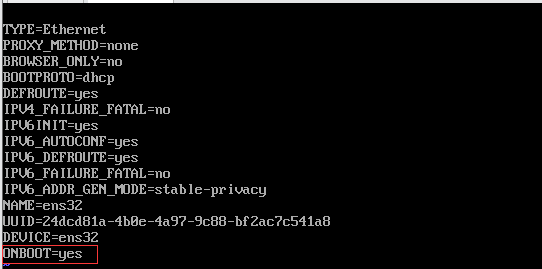 TYPE=Ethernet
PROXY_METHOD=none
BROWSER_ONLY=no
BOOTPROTO=dhcp
DEFROUTE=yes
IPV4_FAILURE_FATAL=no
IPV6INIT=yes
IPV6_AUTOCONF=yes
IPV6_DEFROUTE=yes
IPV6_FAILURE_FATAL=no
IPV6_ADDR_GEN_MODE=stable-privacy
NAME=ens32
UUID=24dcd81a-4b0e-4a97-9c88-bf2ac7c541a8
DEVICE=ens32
ONBOOT=yes